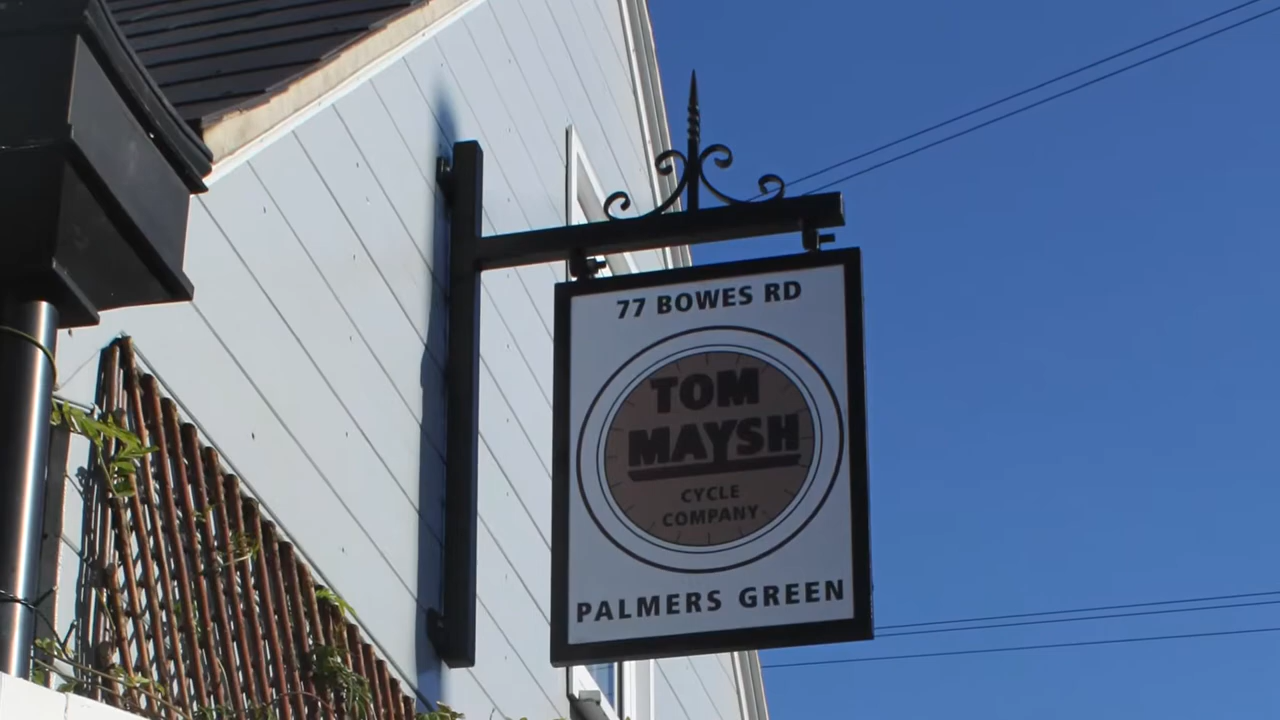 77 BOWES RD
TOM
MAYSH
CYCLE
COMPANY
PALMERS GREEN